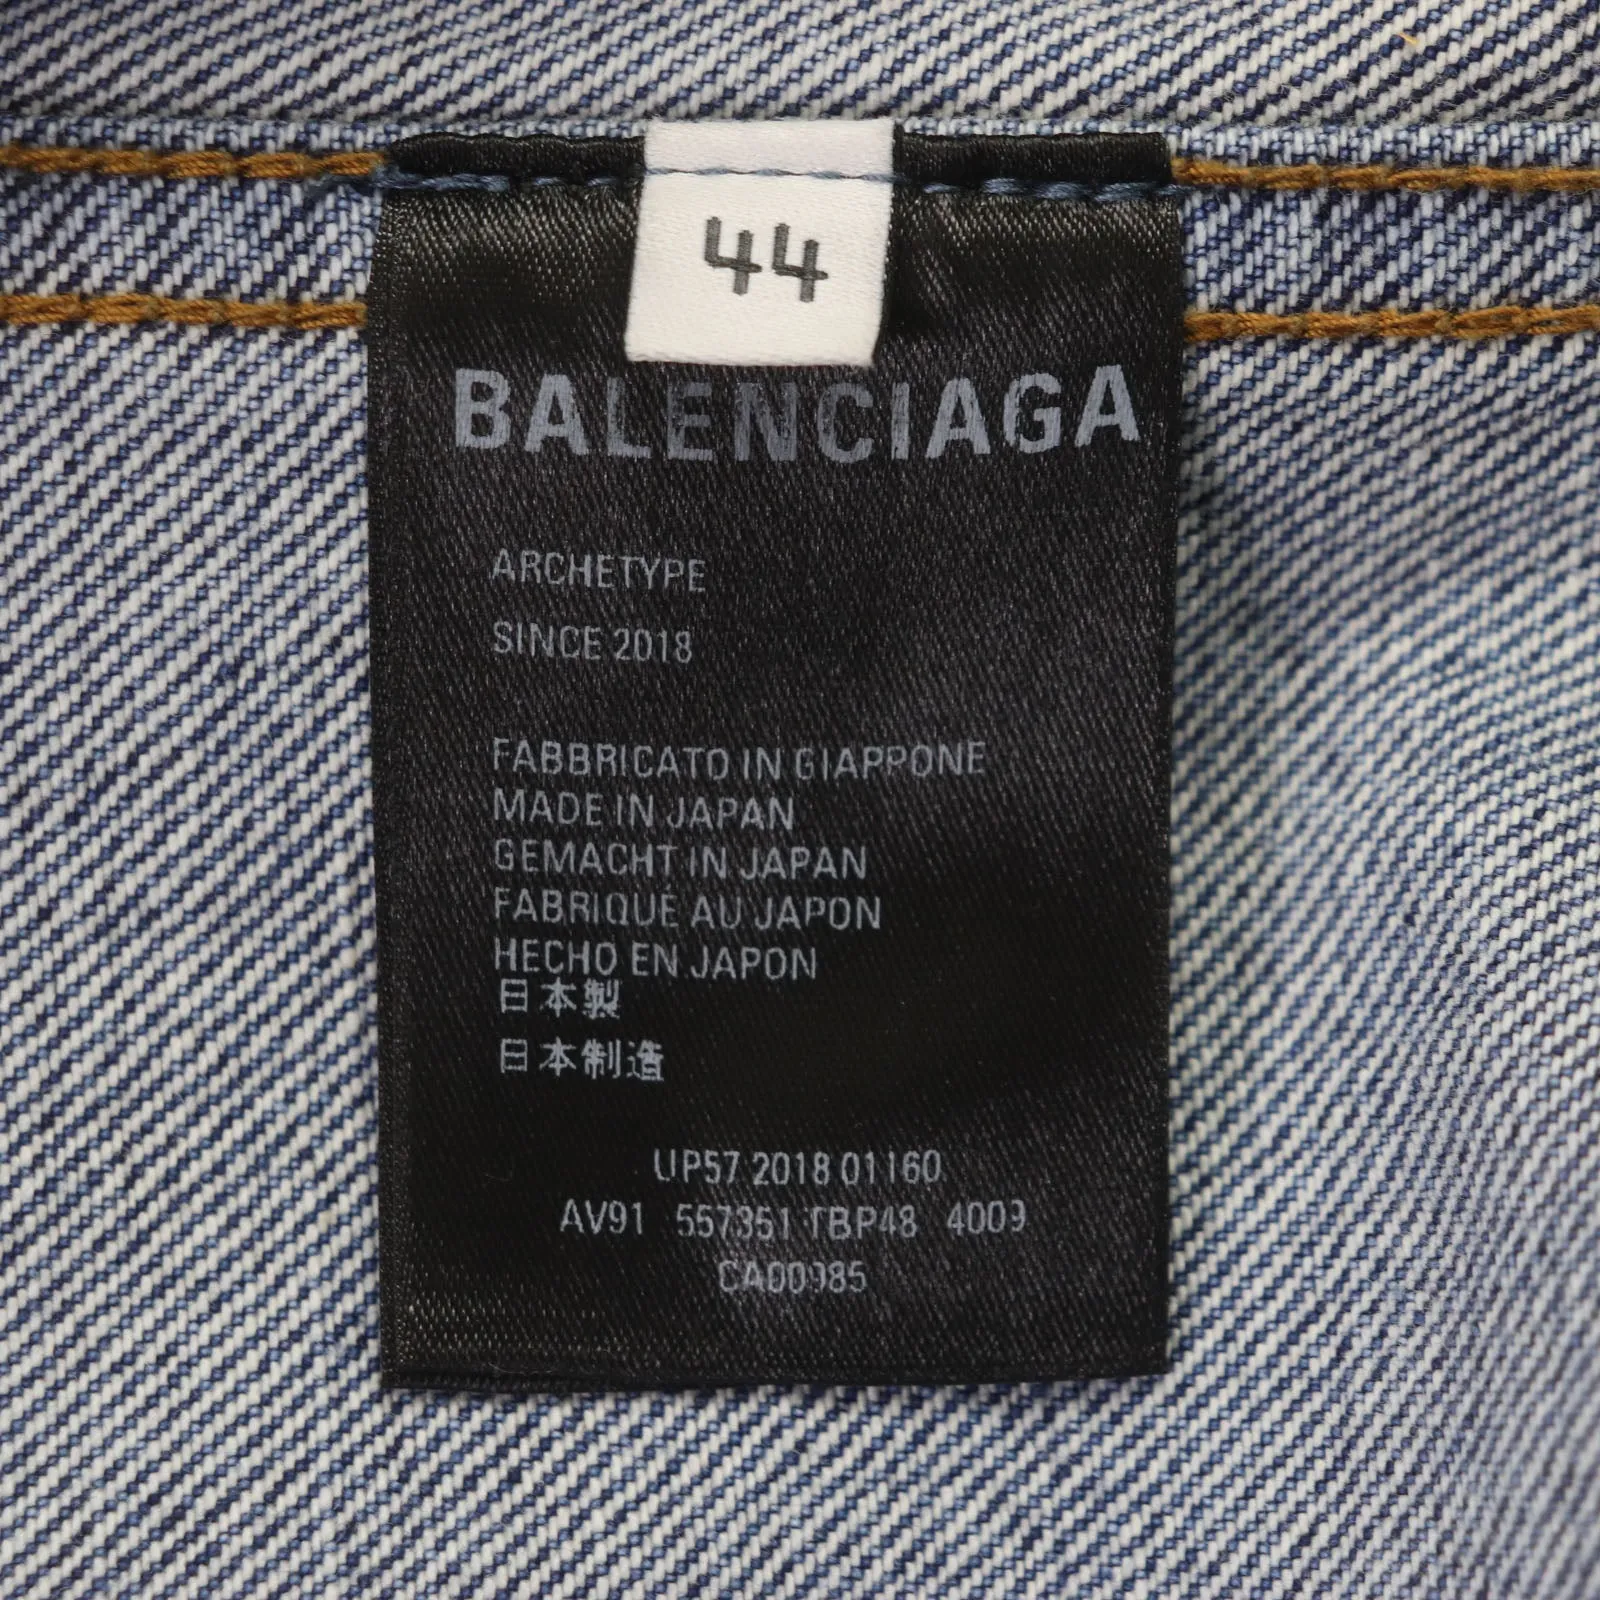 44
BALENCIAGA
ARCHETYPE
SINCE 2018
FABBRICATO IN GIAPPONE
MADE IN JAPAN
GEMACHT IN JAPAN
FABRIQUÉ AU JAPON
HECHO EN JAPON
日本製
日本制造
UP57 2018 01160
AV91 557351 TBP48 4009
CA00985